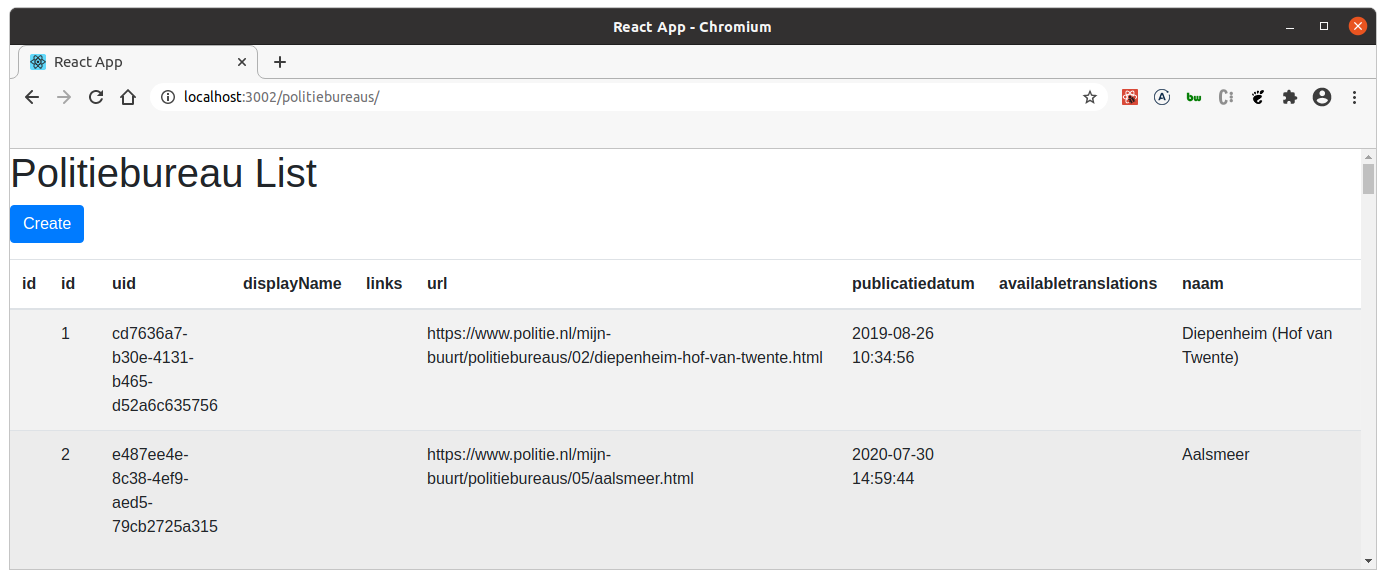 React App - Chromium
React App
localhost:3002/politiebureaus/
Politiebureau List
Create
id id uid displayName links url publicatiedatum availabletranslations naam
1 cd7636a7- https://www.politie.nl/mijn- 2019-08-26 Diepenheim (Hof van
b30e-4131- buurt/politiebureaus/02/diepenheim-hof-van-twente.html 10:34:56 Twente)
b465-
d52a6c635756
2 e487ee4e- https://www.politie.nl/mijn- 2020-07-30 Aalsmeer
8c38-4ef9- buurt/politiebureaus/05/aalsmeer.html 14:59:44
aed5-
79cb2725a315